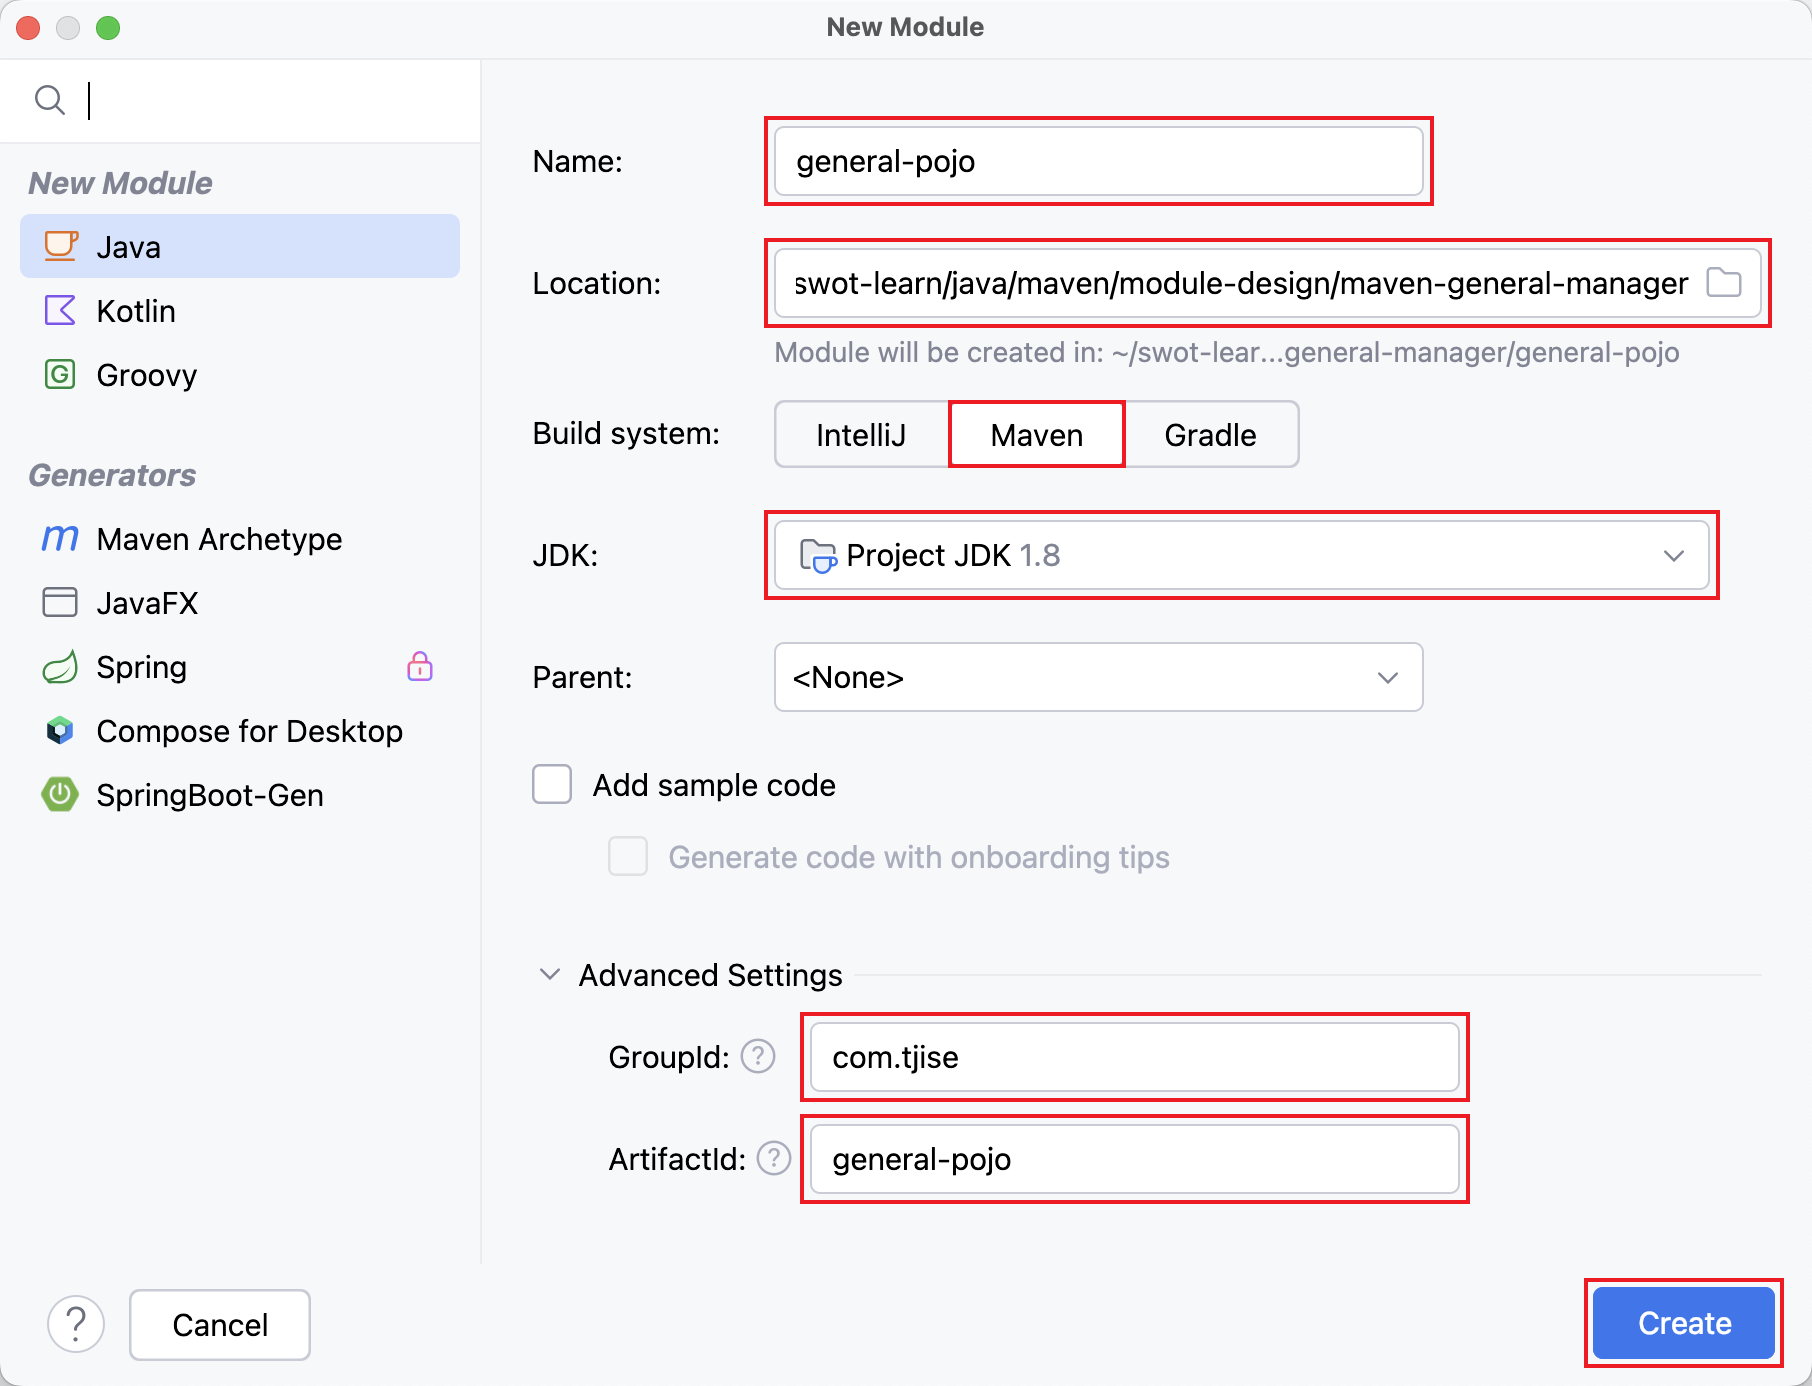 New Module
New Module
Java
Kotlin
G Groovy
Generators
m Maven Archetype
JavaFX
Spring
Compose for Desktop
SpringBoot-Gen
Name: general-pojo
Location: swot-learn/java/maven/module-design/maven-general-manager
Module will be created in: ~/swot-lear...general-manager/general-pojo
Build system: IntelliJ Maven Gradle
JDK: Project JDK 1.8
Parent: <None>
Add sample code
Generate code with onboarding tips
Advanced Settings
GroupId: ? com.tjise
ArtifactId: ? general-pojo
? Cancel Create